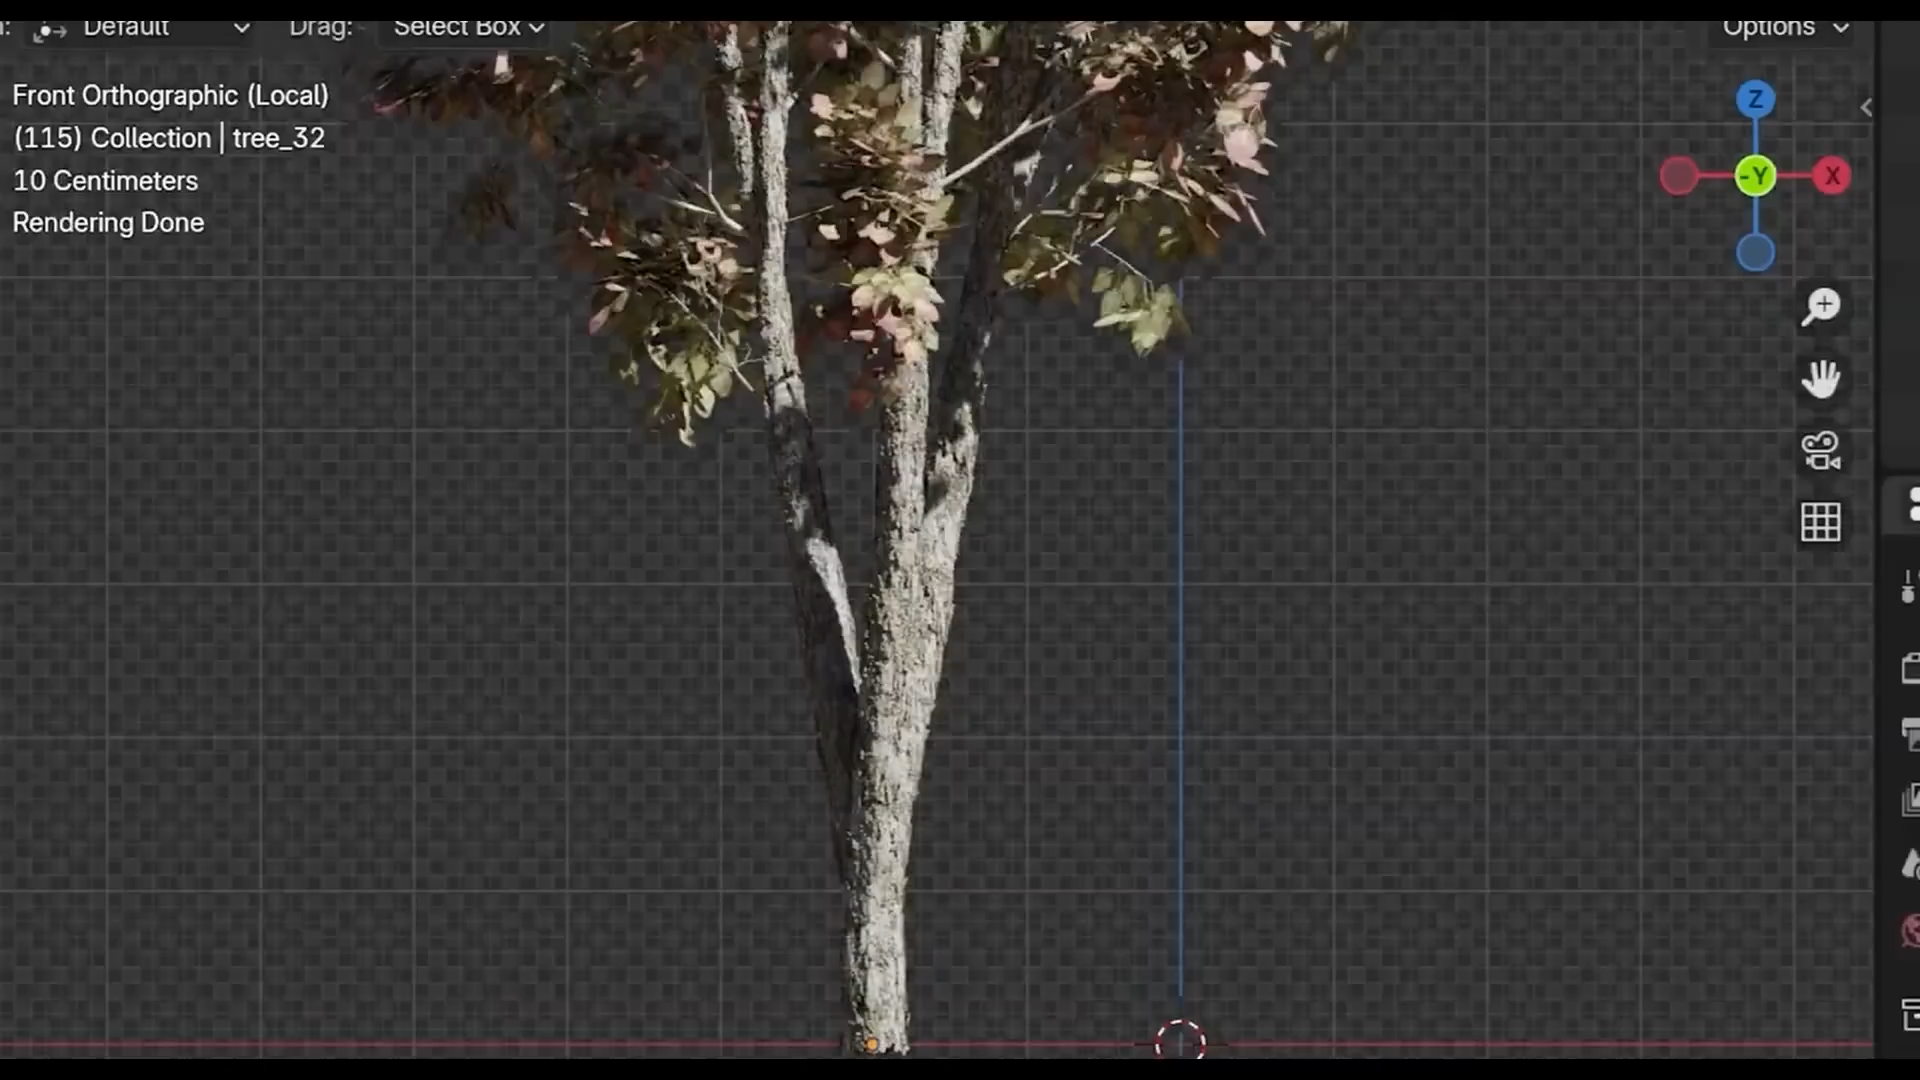 : Default Drag: Select Box Options
Front Orthographic (Local)
(115) Collection | tree_32
10 Centimeters
Rendering Done
Z
-Y X